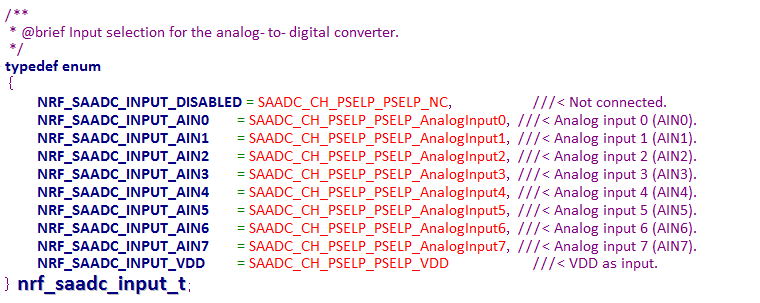 /**
 * @brief Input selection for the analog- to- digital converter.
 */
typedef enum
{
NRF_SAADC_INPUT_DISABLED = SAADC_CH_PSELP_PSELP_NC, ///< Not connected.
NRF_SAADC_INPUT_AIN0 = SAADC_CH_PSELP_PSELP_AnalogInput0, ///< Analog input 0 (AIN0).
NRF_SAADC_INPUT_AIN1 = SAADC_CH_PSELP_PSELP_AnalogInput1, ///< Analog input 1 (AIN1).
NRF_SAADC_INPUT_AIN2 = SAADC_CH_PSELP_PSELP_AnalogInput2, ///< Analog input 2 (AIN2).
NRF_SAADC_INPUT_AIN3 = SAADC_CH_PSELP_PSELP_AnalogInput3, ///< Analog input 3 (AIN3).
NRF_SAADC_INPUT_AIN4 = SAADC_CH_PSELP_PSELP_AnalogInput4, ///< Analog input 4 (AIN4).
NRF_SAADC_INPUT_AIN5 = SAADC_CH_PSELP_PSELP_AnalogInput5, ///< Analog input 5 (AIN5).
NRF_SAADC_INPUT_AIN6 = SAADC_CH_PSELP_PSELP_AnalogInput6, ///< Analog input 6 (AIN6).
NRF_SAADC_INPUT_AIN7 = SAADC_CH_PSELP_PSELP_AnalogInput7, ///< Analog input 7 (AIN7).
NRF_SAADC_INPUT_VDD = SAADC_CH_PSELP_PSELP_VDD ///< VDD as input.
} nrf_saadc_input_t;